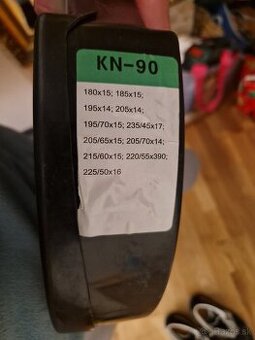 KN-90
180x15; 185x15;
195x14; 205x14;
195/70x15; 235/45x17;
205/65x15; 205/70x14;
215/60x15; 220/55x390;
225/50x16